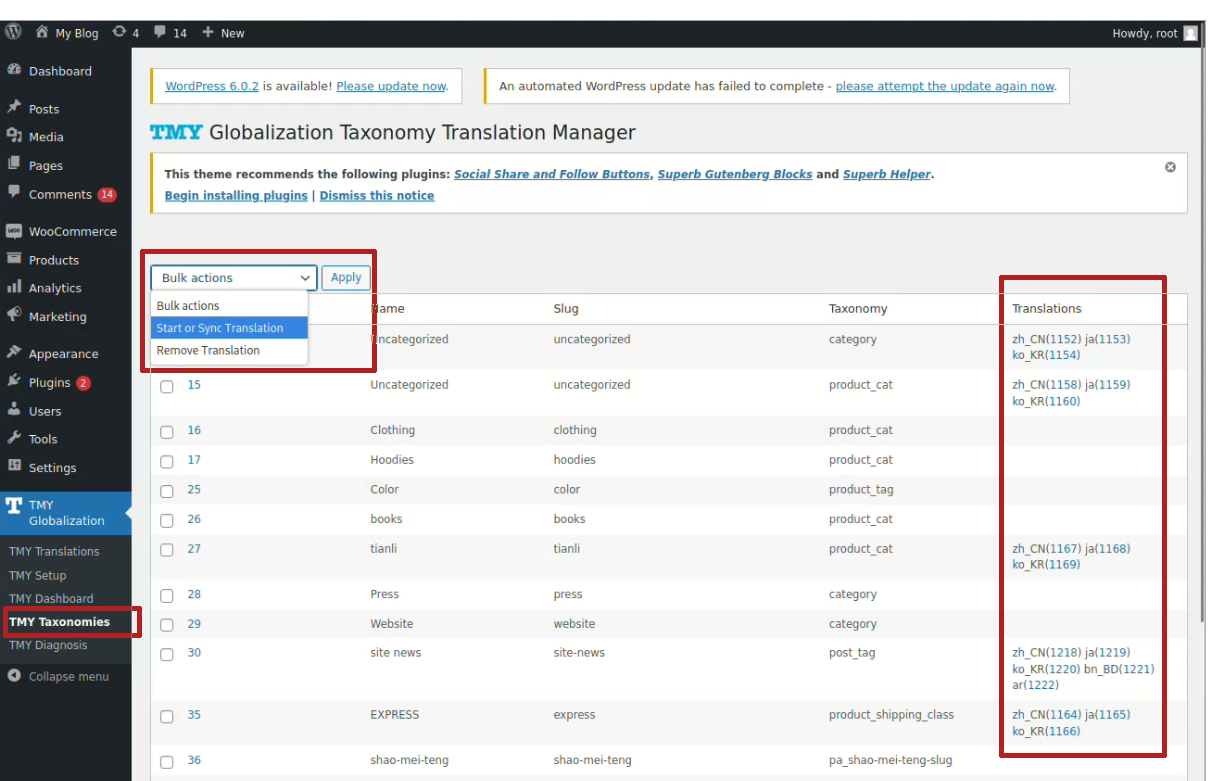 My Blog 4 14 New Howdy, root
Dashboard
Posts
Media
Pages
Comments 14
WooCommerce
Products
Analytics
Marketing
Appearance
Plugins 2
Users
Tools
Settings
TMY
Globalization
TMY Translations
TMY Setup
TMY Dashboard
TMY Taxonomies
TMY Diagnosis
Collapse menu
WordPress 6.0.2 is available! Please update now.
An automated WordPress update has failed to complete - please attempt the update again now.
TMY Globalization Taxonomy Translation Manager
This theme recommends the following plugins: Social Share and Follow Buttons, Superb Gutenberg Blocks and Superb Helper.
Begin installing plugins | Dismiss this notice
Bulk actions Apply
Bulk actions
Start or Sync Translation
Remove Translation
Name Slug Taxonomy Translations
Uncategorized uncategorized category zh_CN(1152) ja(1153)
ko_KR(1154)
15 Uncategorized uncategorized product_cat zh_CN(1158) ja(1159)
ko_KR(1160)
16 Clothing clothing product_cat
17 Hoodies hoodies product_cat
25 Color color product_tag
26 books books product_cat
27 tianli tianli product_cat zh_CN(1167) ja(1168)
ko_KR(1169)
28 Press press category
29 Website website category
30 site news site-news post_tag zh_CN(1218) ja(1219)
ko_KR(1220) bn_BD(1221)
ar(1222)
35 EXPRESS express product_shipping_class zh_CN(1164) ja(1165)
ko_KR(1166)
36 shao-mei-teng shao-mei-teng pa_shao-mei-teng-slug